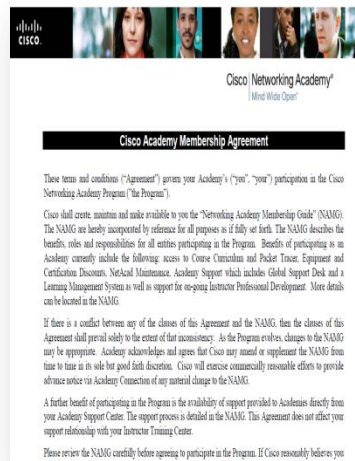 CISCO.
Cisco Networking Academy®
Mind Wide Open™
Cisco Academy Membership Agreement
These terms and conditions ("Agreement") govern your Academy's ("you", "your") participation in the Cisco
Networking Academy Program ("the Program").
Cisco shall create, maintain and make available to you the "Networking Academy Membership Guide" (NAMG).
The NAMG are hereby incorporated by reference for all purposes as if fully set forth. The NAMG describes the
benefits, roles and responsibilities for all entities participating in the Program. Benefits of participating as an
Academy currently include the following: access to Course Curriculum and Packet Tracer, Equipment and
Certification Discounts, NetAcad Maintenance, Academy Support which includes Global Support Desk and a
Learning Management System as well as support for on-going Instructor Professional Development. More details
can be located in the NAMG.
If there is a conflict between any of the clauses of this Agreement and the NAMG, then the clauses of this
Agreement shall prevail solely to the extent of that inconsistency. As the Program evolves, changes to the NAMG
may be appropriate. Academy acknowledges and agrees that Cisco may amend or supplement the NAMG from
time to time in its sole but good faith discretion. Cisco will exercise commercially reasonable efforts to provide
advance notice via Academy Connection of any material change to the NAMG.
A further benefit of participating in the Program is the availability of support provided to Academies directly from
your Academy Support Center. The support process is detailed in the NAMG. This Agreement does not affect your
support relationship with your Instructor Training Center.
Please review the NAMG carefully before agreeing to participate in the Program. If Cisco reasonably believes you